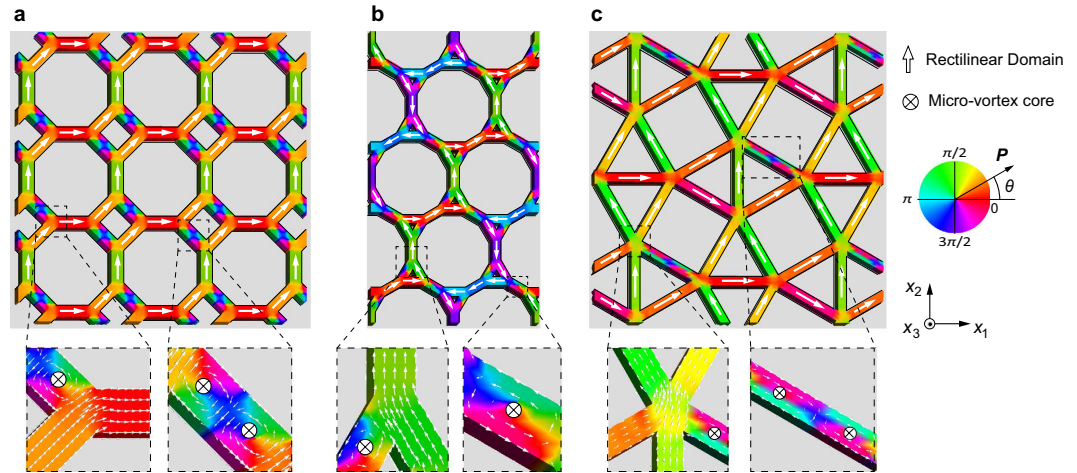 a
b
c
Rectilinear Domain
Micro-vortex core
π/2
P
θ
π
0
3π/2
x₂
x₃
x₁